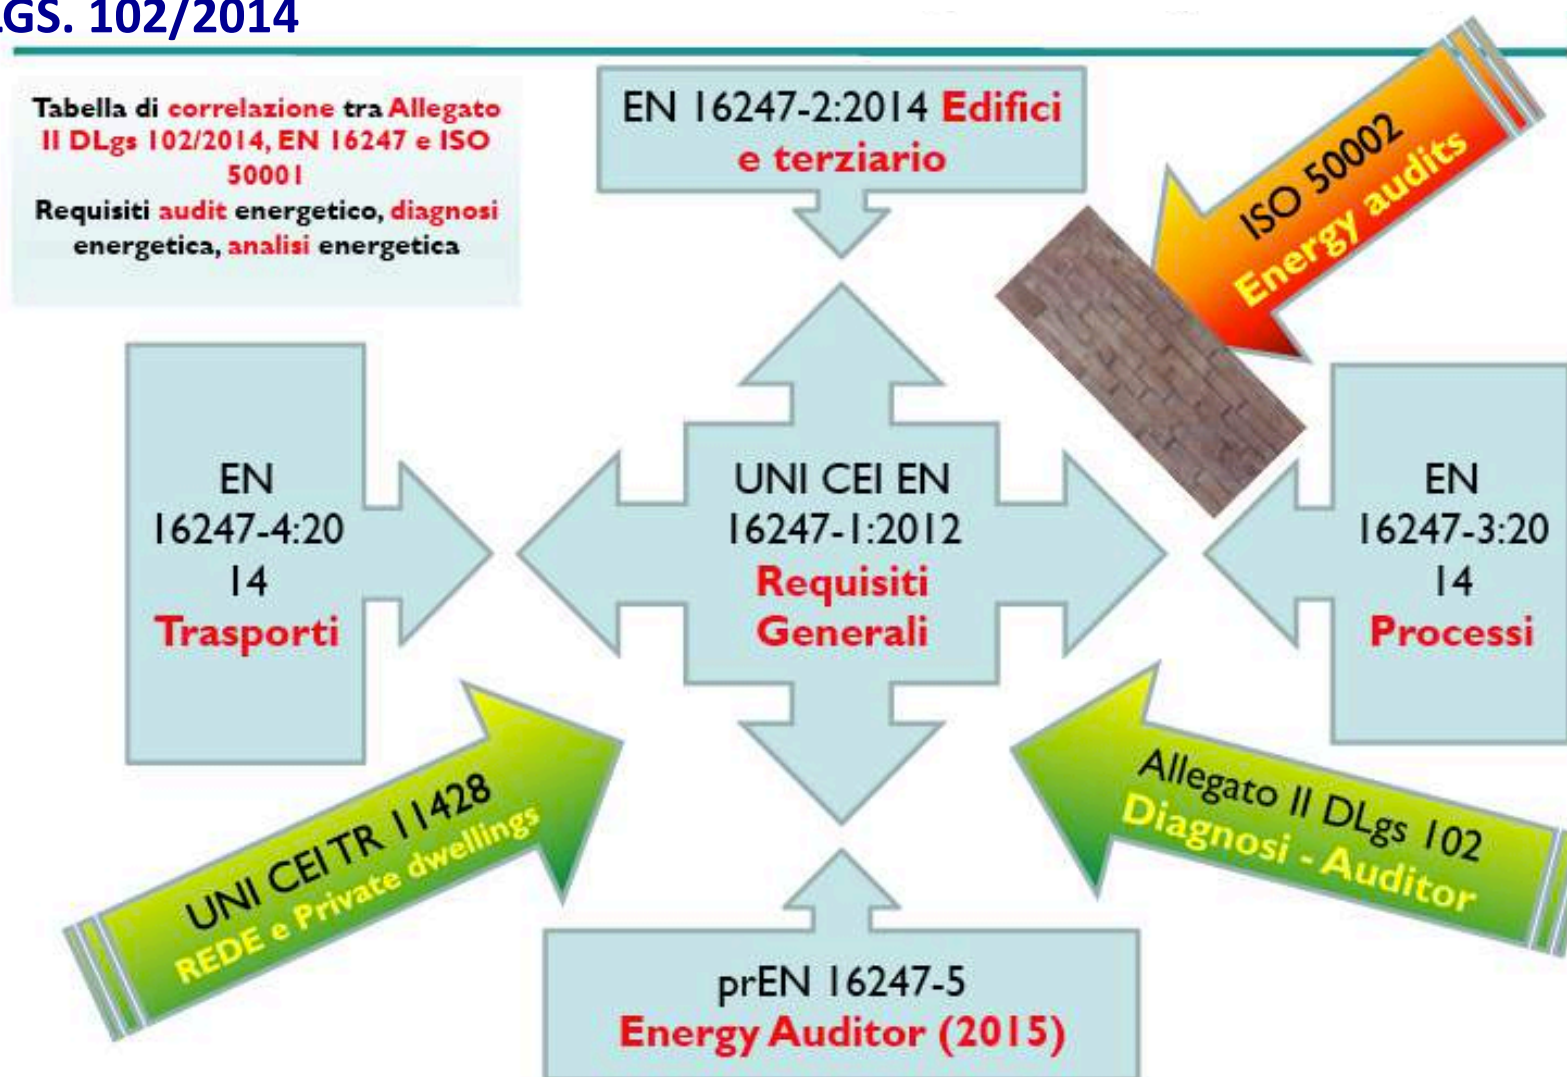 LGS. 102/2014
Tabella di correlazione tra Allegato
II DLgs 102/2014, EN 16247 e ISO
50001
Requisiti audit energetico, diagnosi
energetica, analisi energetica
EN 16247-2:2014 Edifici
e terziario
ISO 50002
Energy audits
EN
16247-4:20
14
Trasporti
UNI CEI EN
16247-1:2012
Requisiti
Generali
EN
16247-3:20
14
Processi
UNI CEI TR 11428
REDE e Private dwellings
Allegato II DLgs 102
Diagnosi - Auditor
prEN 16247-5
Energy Auditor (2015)